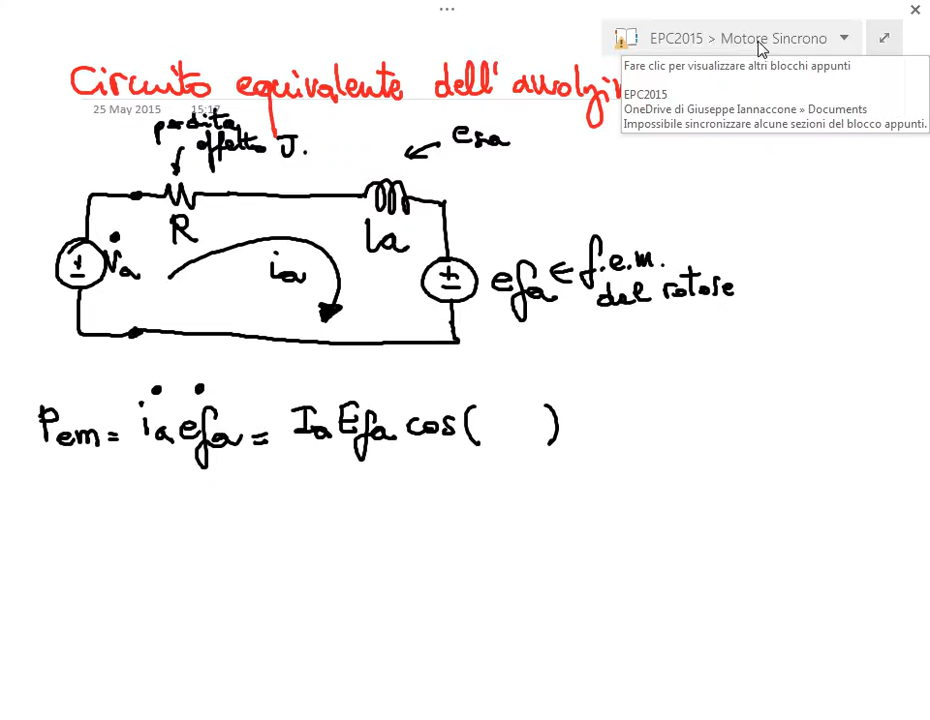 EPC2015 > Motore Sincrono
Fare clic per visualizzare altri blocchi appunti
EPC2015
OneDrive di Giuseppe Iannaccone » Documents
Impossibile sincronizzare alcune sezioni del blocco appunti.
Circuito equivalente dell'
25 May 2015
perdita
effetto J.
esa
R
La
va
ia
efa ← f.e.m.
del rotore
Pem = ia efa = Ia Efa cos( )